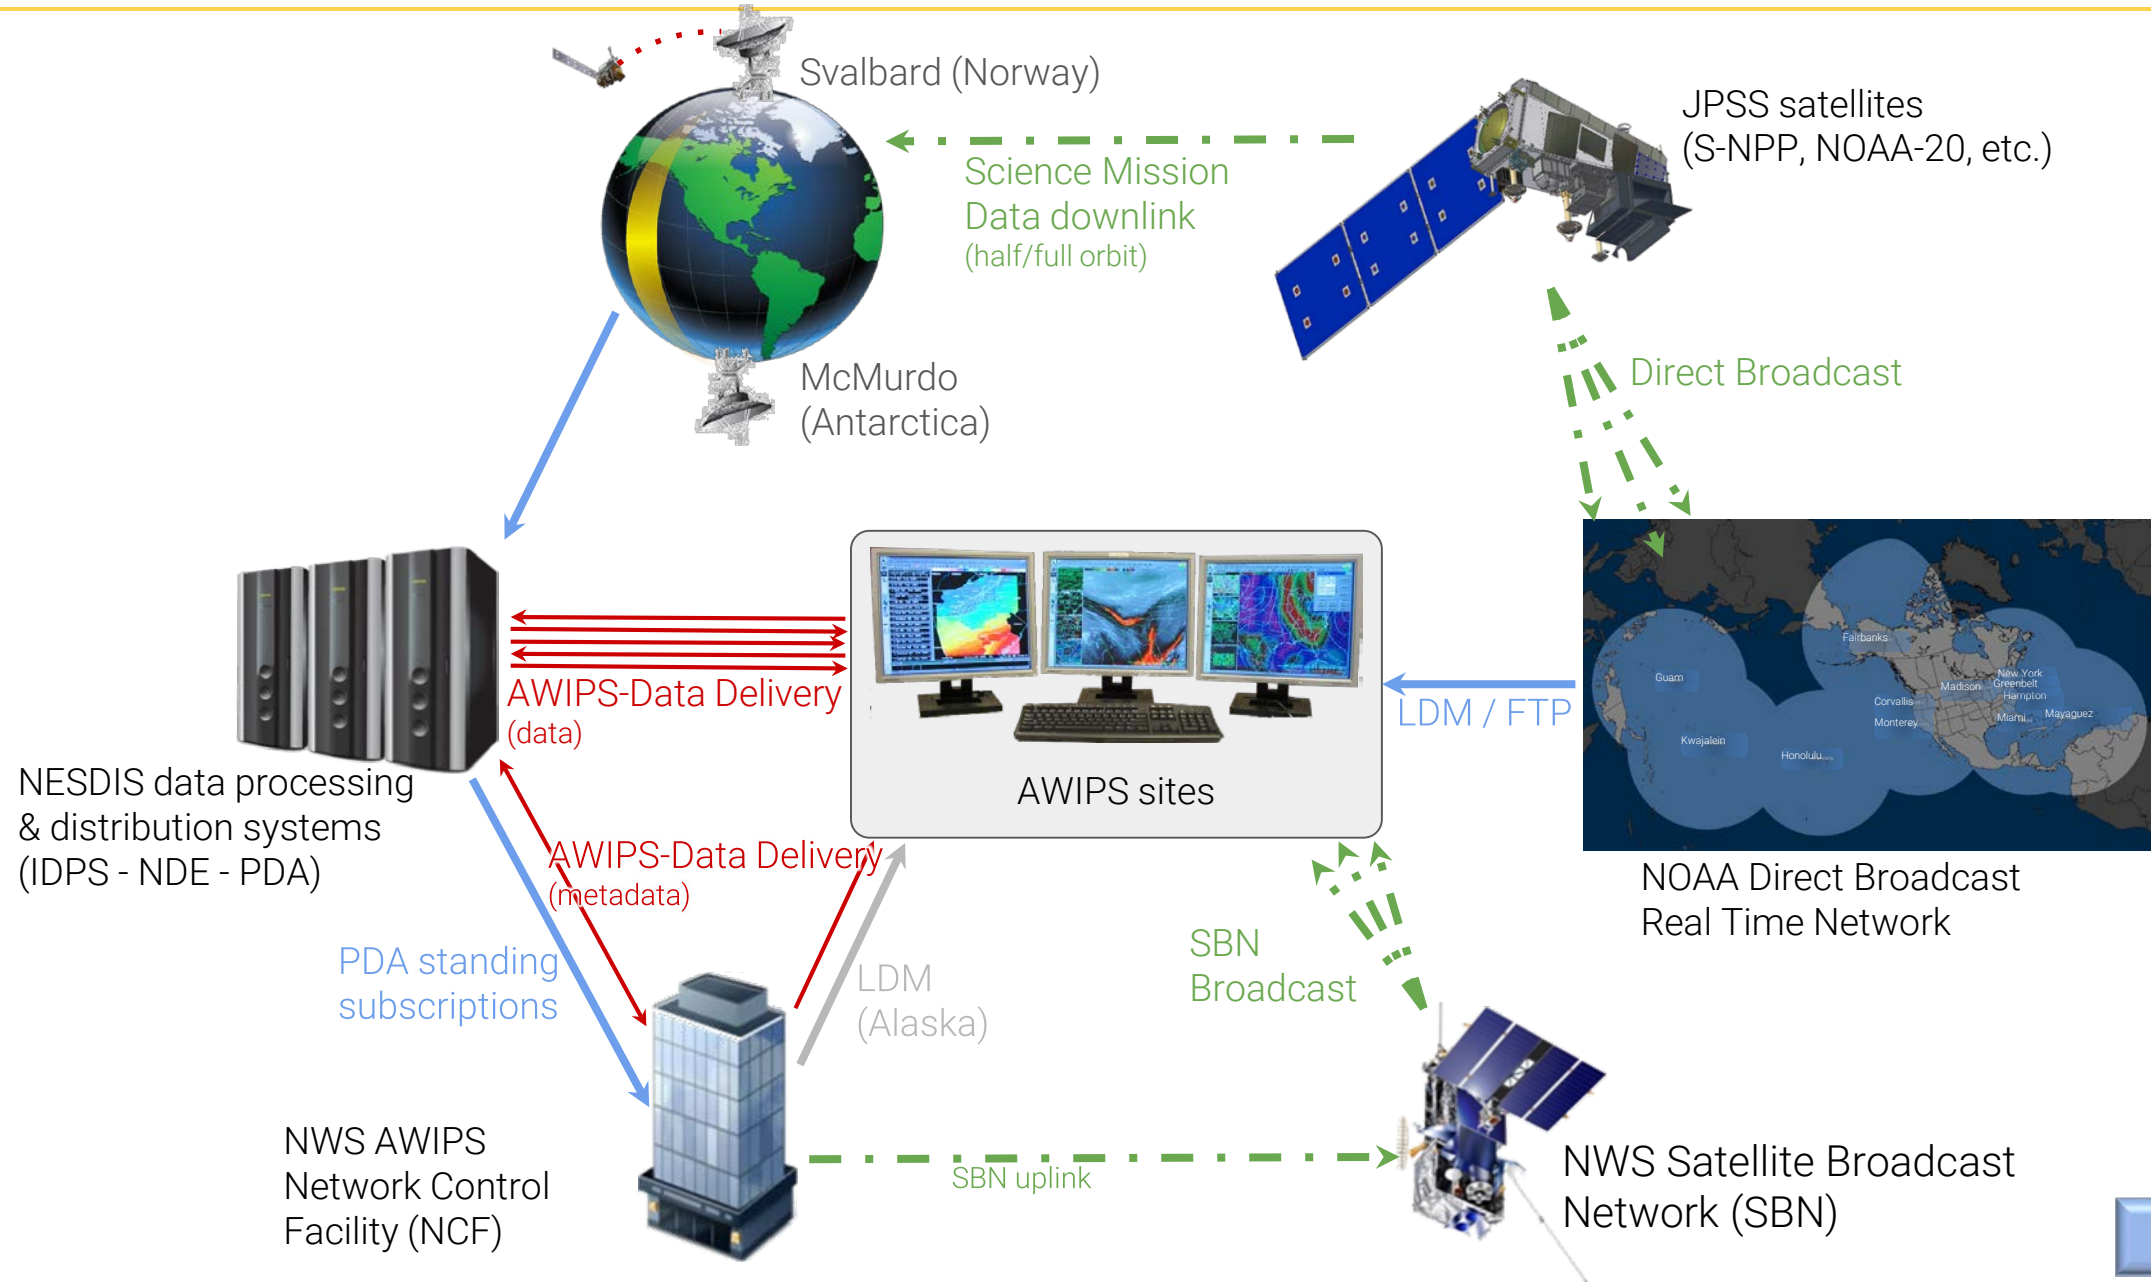 Svalbard (Norway)
JPSS satellites
(S-NPP, NOAA-20, etc.)
Science Mission
Data downlink
(half/full orbit)
Direct Broadcast
McMurdo
(Antarctica)
Fairbanks
Guam
New York
Greenbelt
Madison
Hampton
Corvallis
Monterey
Miami
Mayaguez
Kwajalein
Honolulu
AWIPS-Data Delivery
(data)
LDM / FTP
AWIPS sites
NESDIS data processing
& distribution systems
(IDPS - NDE - PDA)
AWIPS-Data Delivery
(metadata)
NOAA Direct Broadcast
Real Time Network
PDA standing
subscriptions
LDM
(Alaska)
SBN
Broadcast
NWS AWIPS
Network Control
Facility (NCF)
SBN uplink
NWS Satellite Broadcast
Network (SBN)